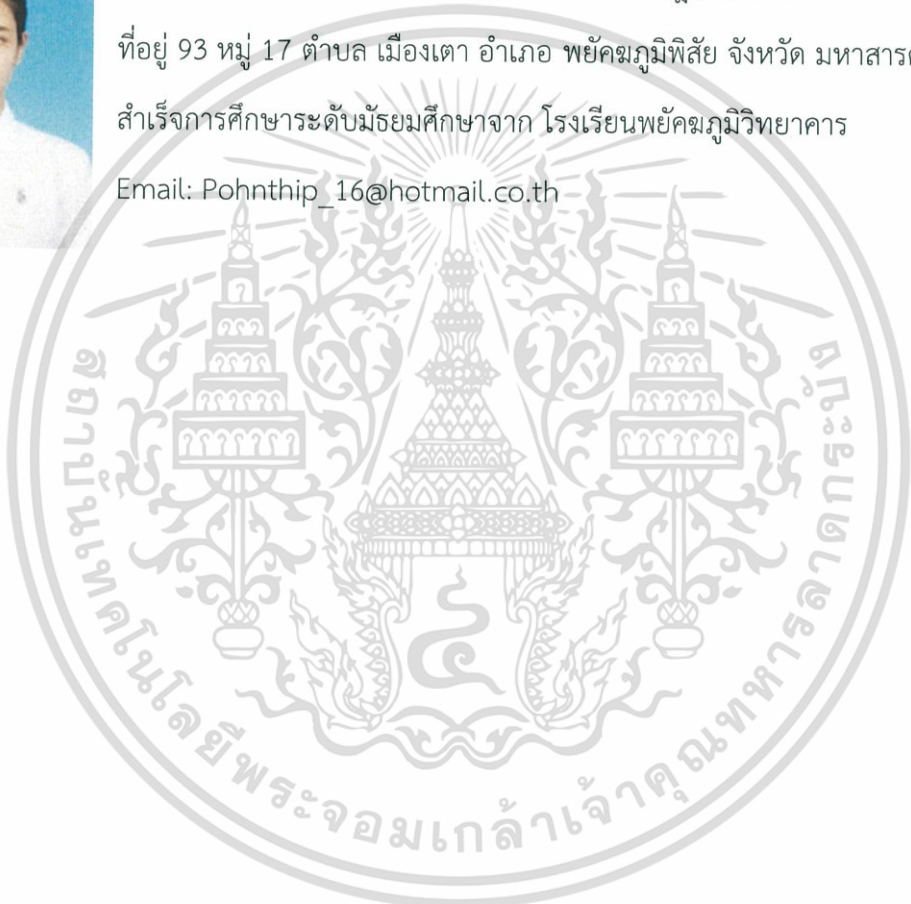 ที่อยู่ 93 หมู่ 17 ตำบล เมืองเตา อำเภอ พยัคฆภูมิพิสัย จังหวัด
สำเร็จการศึกษาระดับมัธยมศึกษาจาก โรงเรียนพยัคฆภูมิวิทยาคาร
Email: Pohnthip_16@hotmail.co.th
สถาบันเทคโนโลยีพระจอมเกล้าเจ้าคุณทหารลาดกระบัง